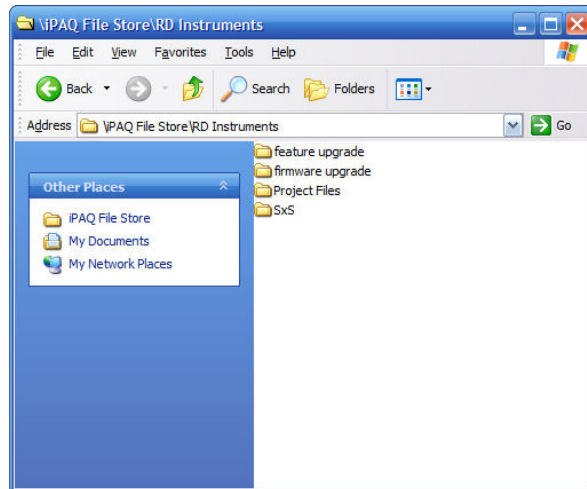 \iPAQ File Store\RD Instruments
File Edit View Favorites Tools Help
Back Search Folders
Address \iPAQ File Store\RD Instruments Go
Other Places
iPAQ File Store
My Documents
My Network Places
feature upgrade
firmware upgrade
Project Files
SxS